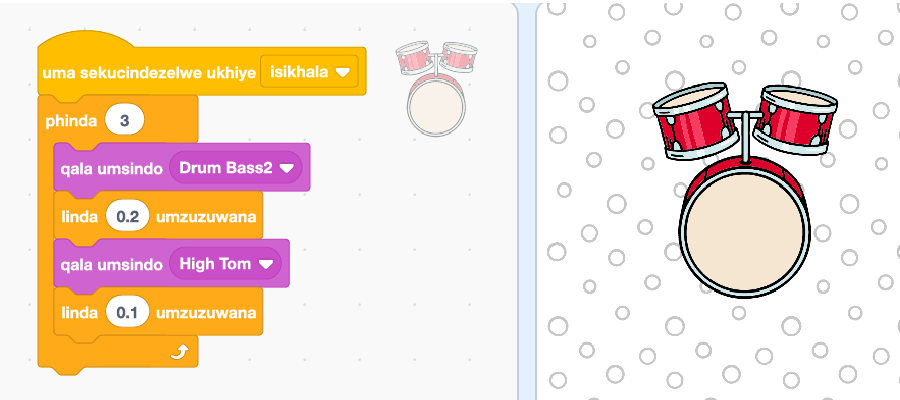 uma sekucindezelwe ukhiye isikhala
phinda 3
qala umsindo Drum Bass2
linda 0.2 umzuzuwana
qala umsindo High Tom
linda 0.1 umzuzuwana